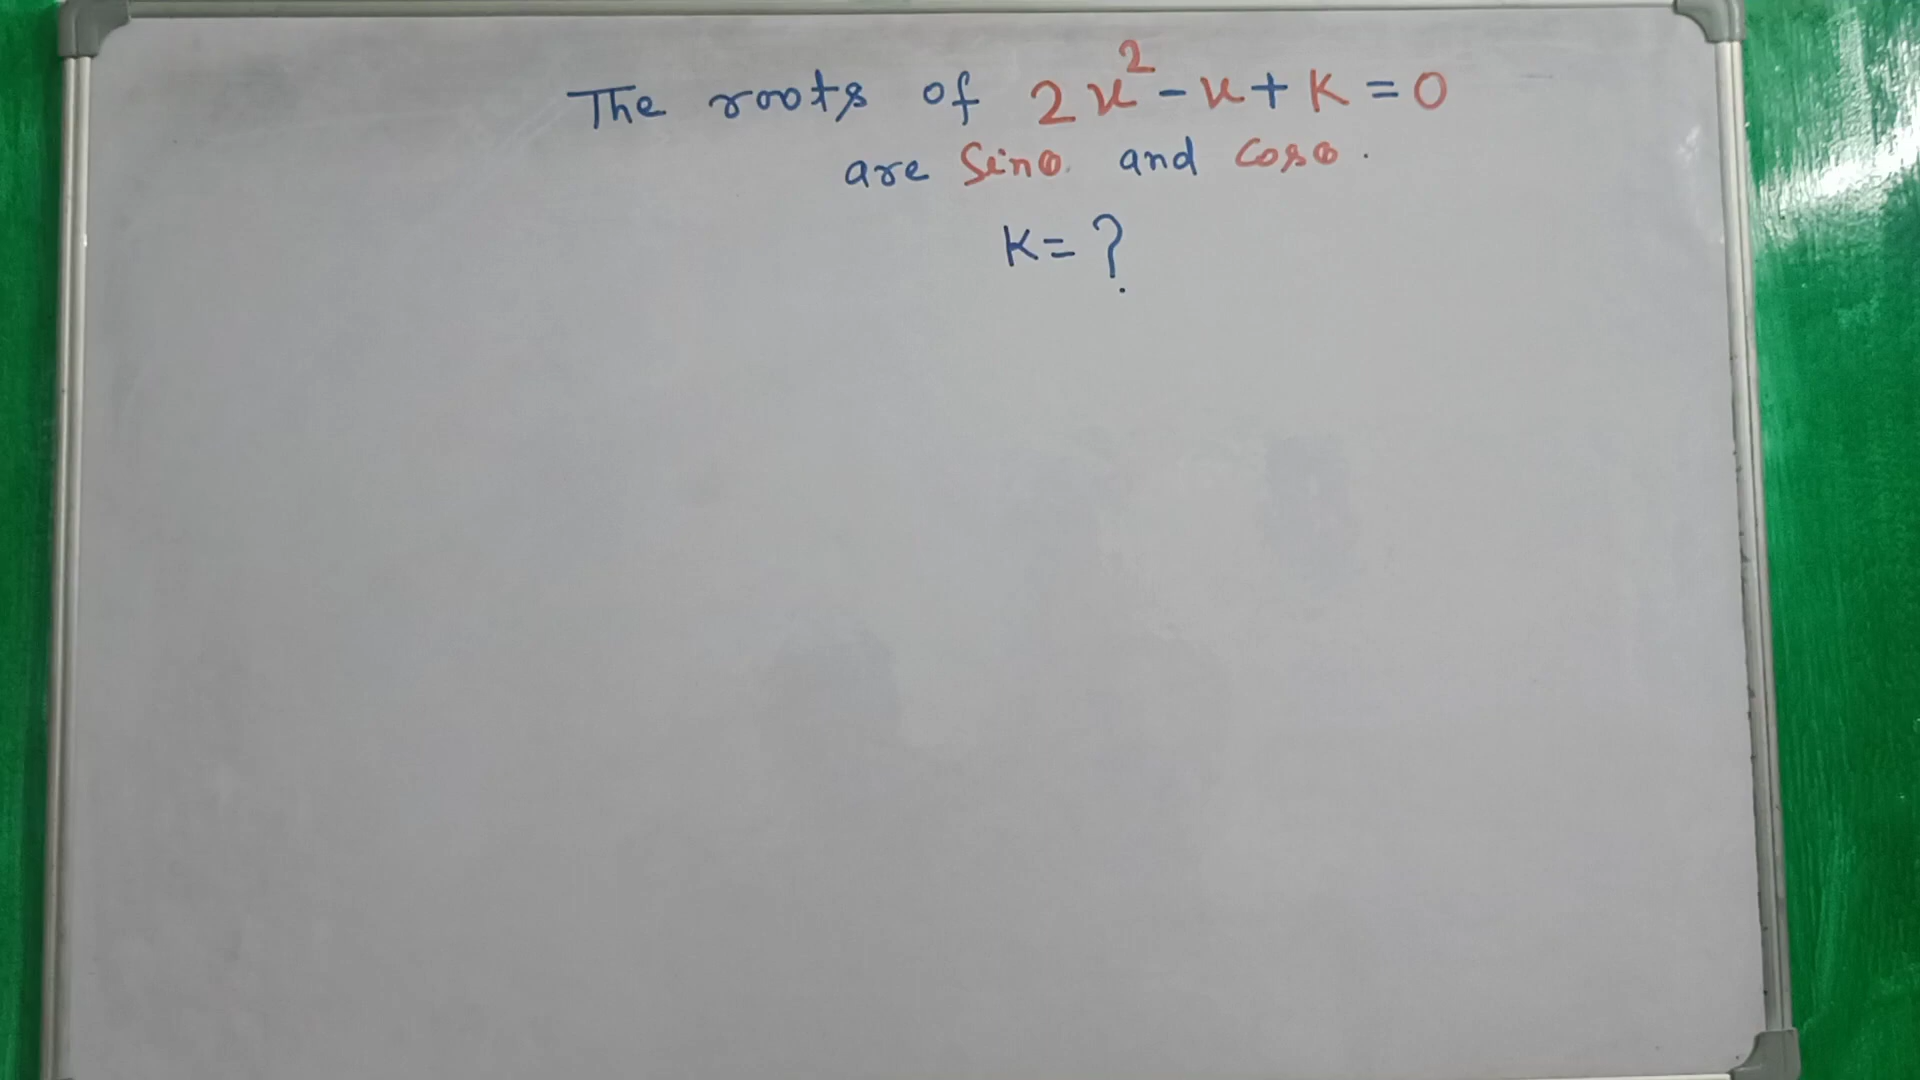 The roots of 2x² - x + K = 0
are Sinθ and Cosθ.
K = ?